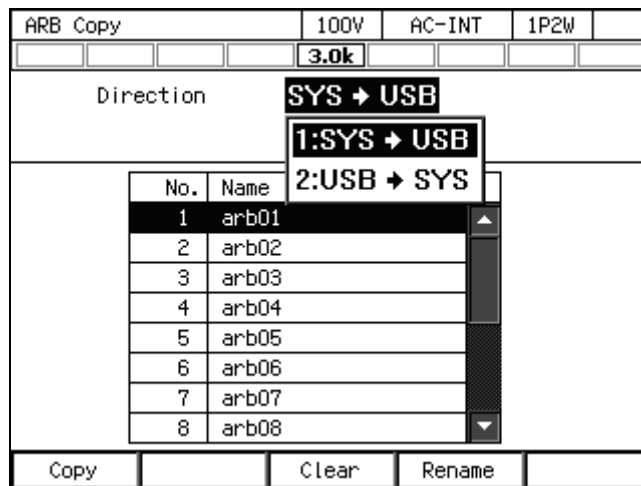 ARB Copy 100V AC-INT 1P2W
3.0k
Direction SYS → USB
1:SYS → USB
2:USB → SYS
No. Name
1 arb01
2 arb02
3 arb03
4 arb04
5 arb05
6 arb06
7 arb07
8 arb08
Copy Clear Rename